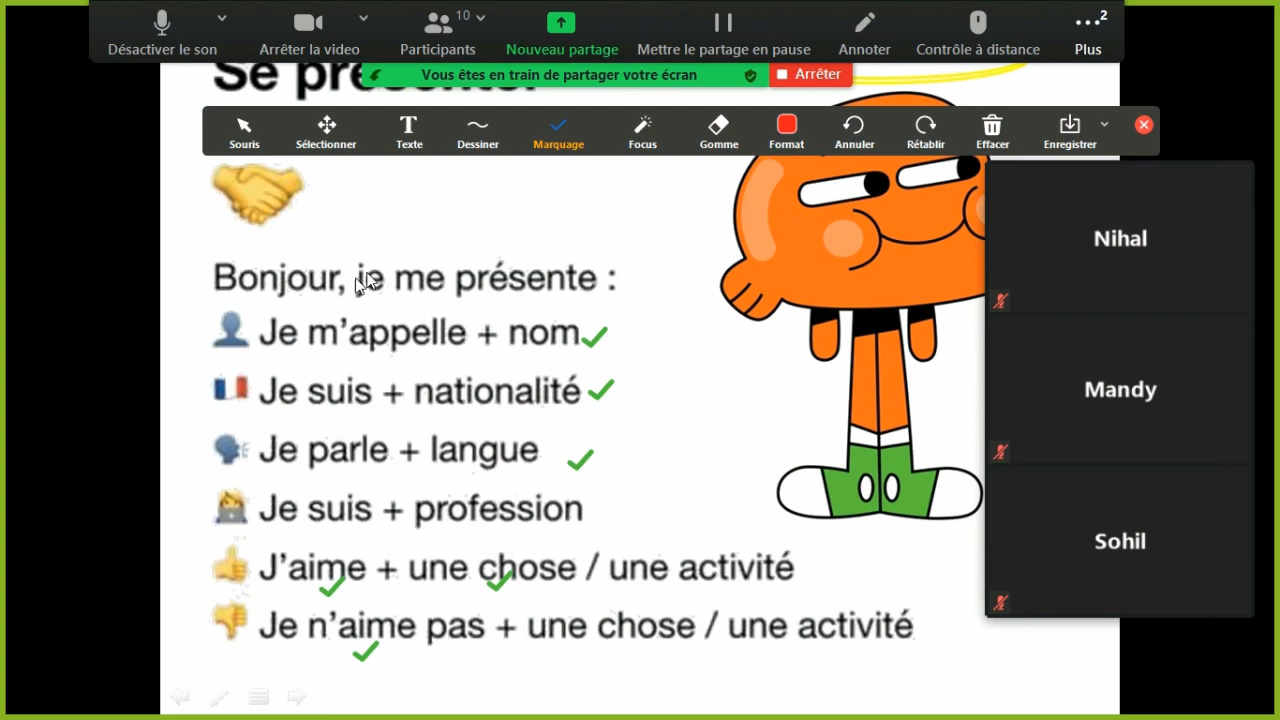 Désactiver le son
Arrêter la video
10
Participants
Nouveau partage
Mettre le partage en pause
Annoter
Contrôle à distance
2
Plus
Vous êtes en train de partager votre écran
Arrêter
Souris
Sélectionner
T
Texte
Dessiner
Marquage
Focus
Gomme
Format
Annuler
Rétablir
Effacer
Enregistrer
Bonjour, je me présente :
Je m’appelle + nom
Je suis + nationalité
Je parle + langue
Je suis + profession
J’aime + une chose / une activité
Je n’aime pas + une chose / une activité
Nihal
Mandy
Sohil